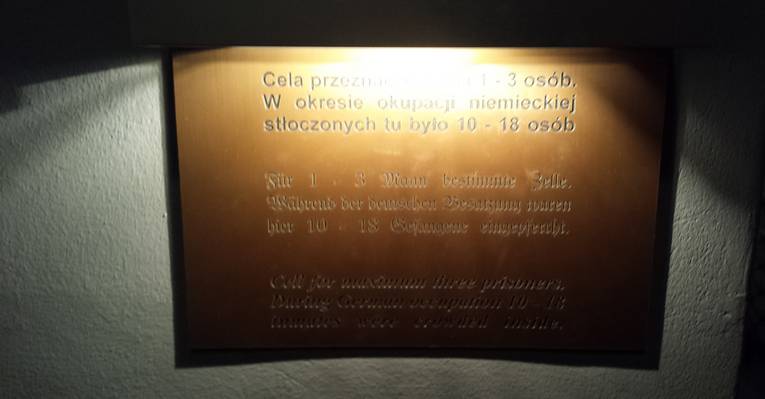 Cela przeznaczona dla 1 - 3 osób.
W okresie okupacji niemieckiej
stłoczonych tu było 10 - 18 osób
Für 1 - 3 Mann bestimmte Zelle.
Während der deutschen Besatzung waren
hier 10 - 18 Gefangene eingepfercht.
Cell for maximum three prisoners.
During German occupation 10 - 18
inmates were crowded inside.